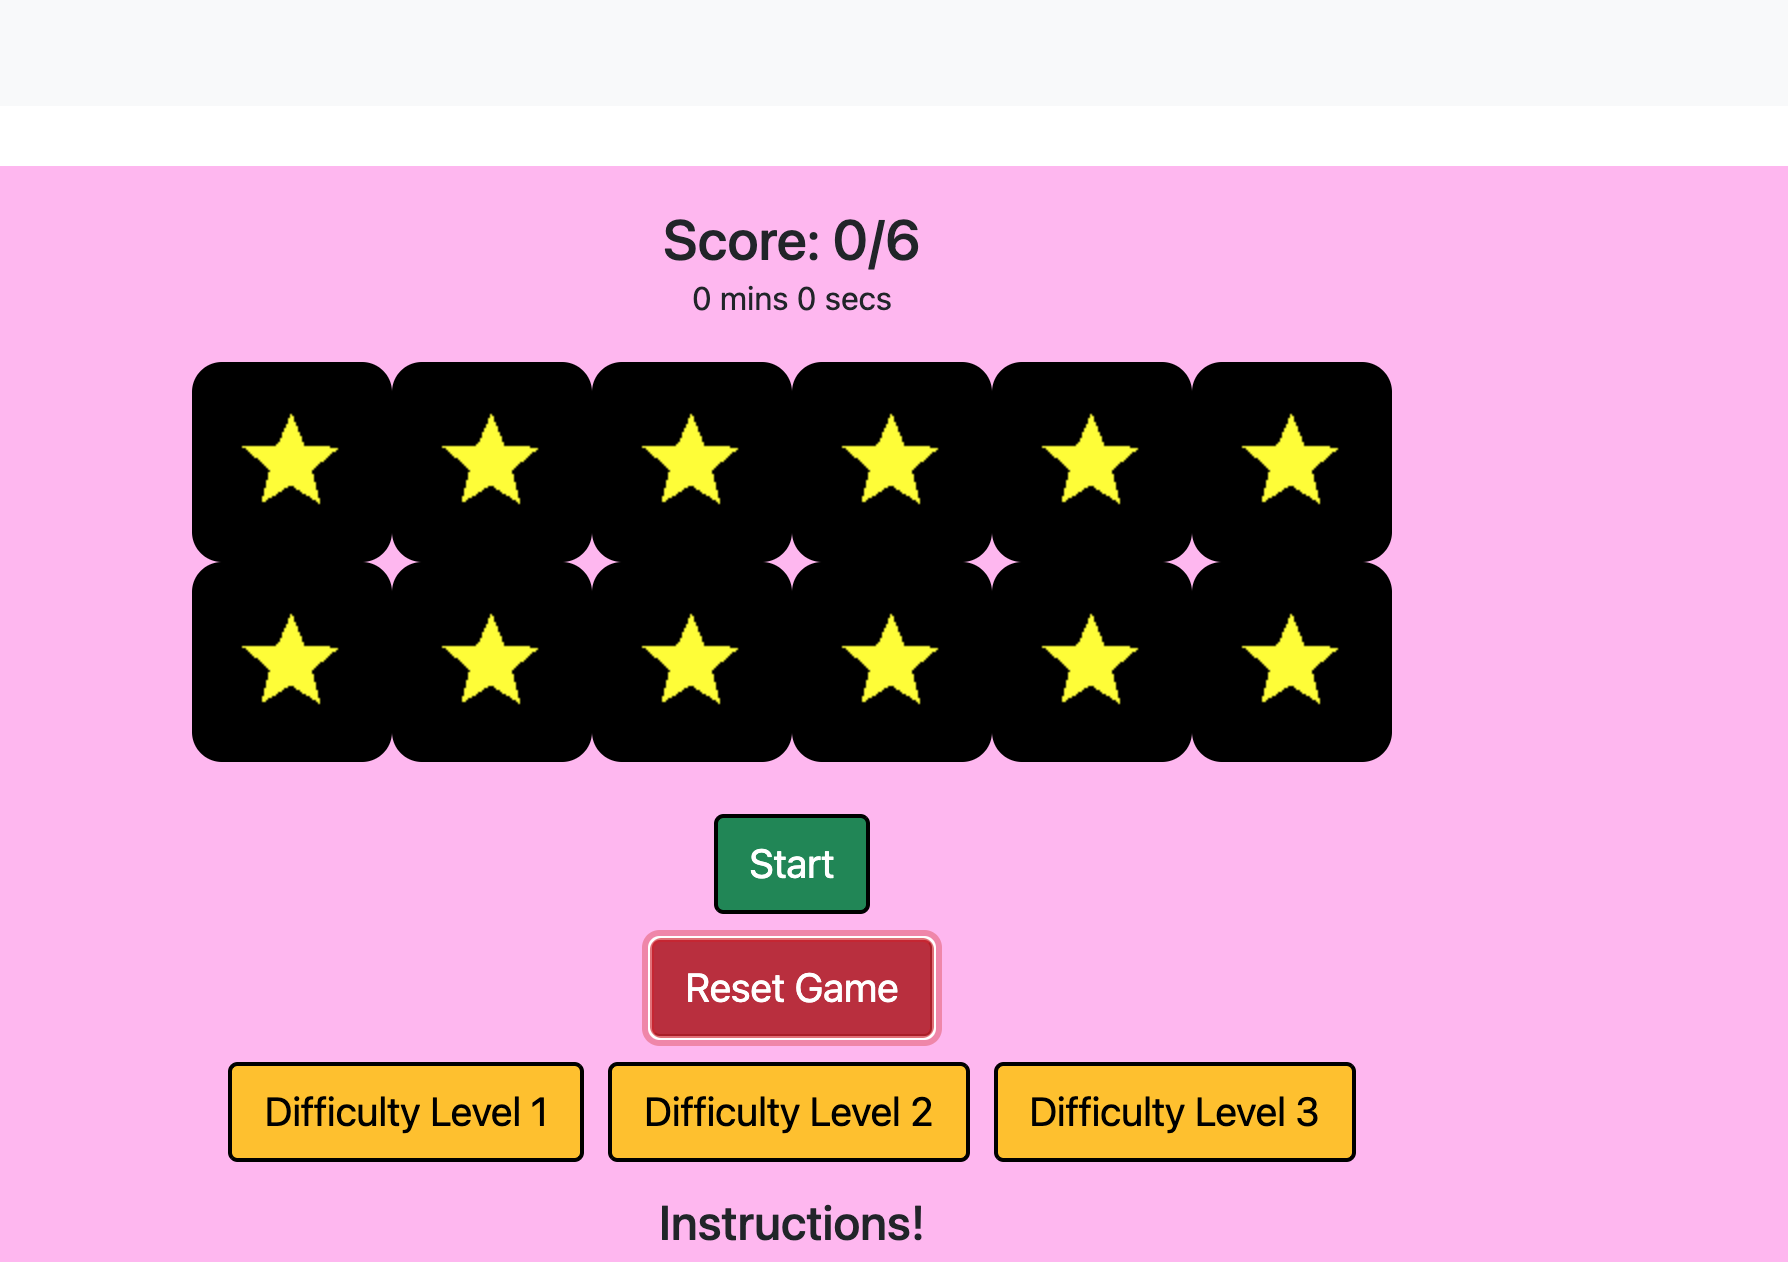 Score: 0/6
0 mins 0 secs
Start
Reset Game
Difficulty Level 1 Difficulty Level 2 Difficulty Level 3
Instructions!